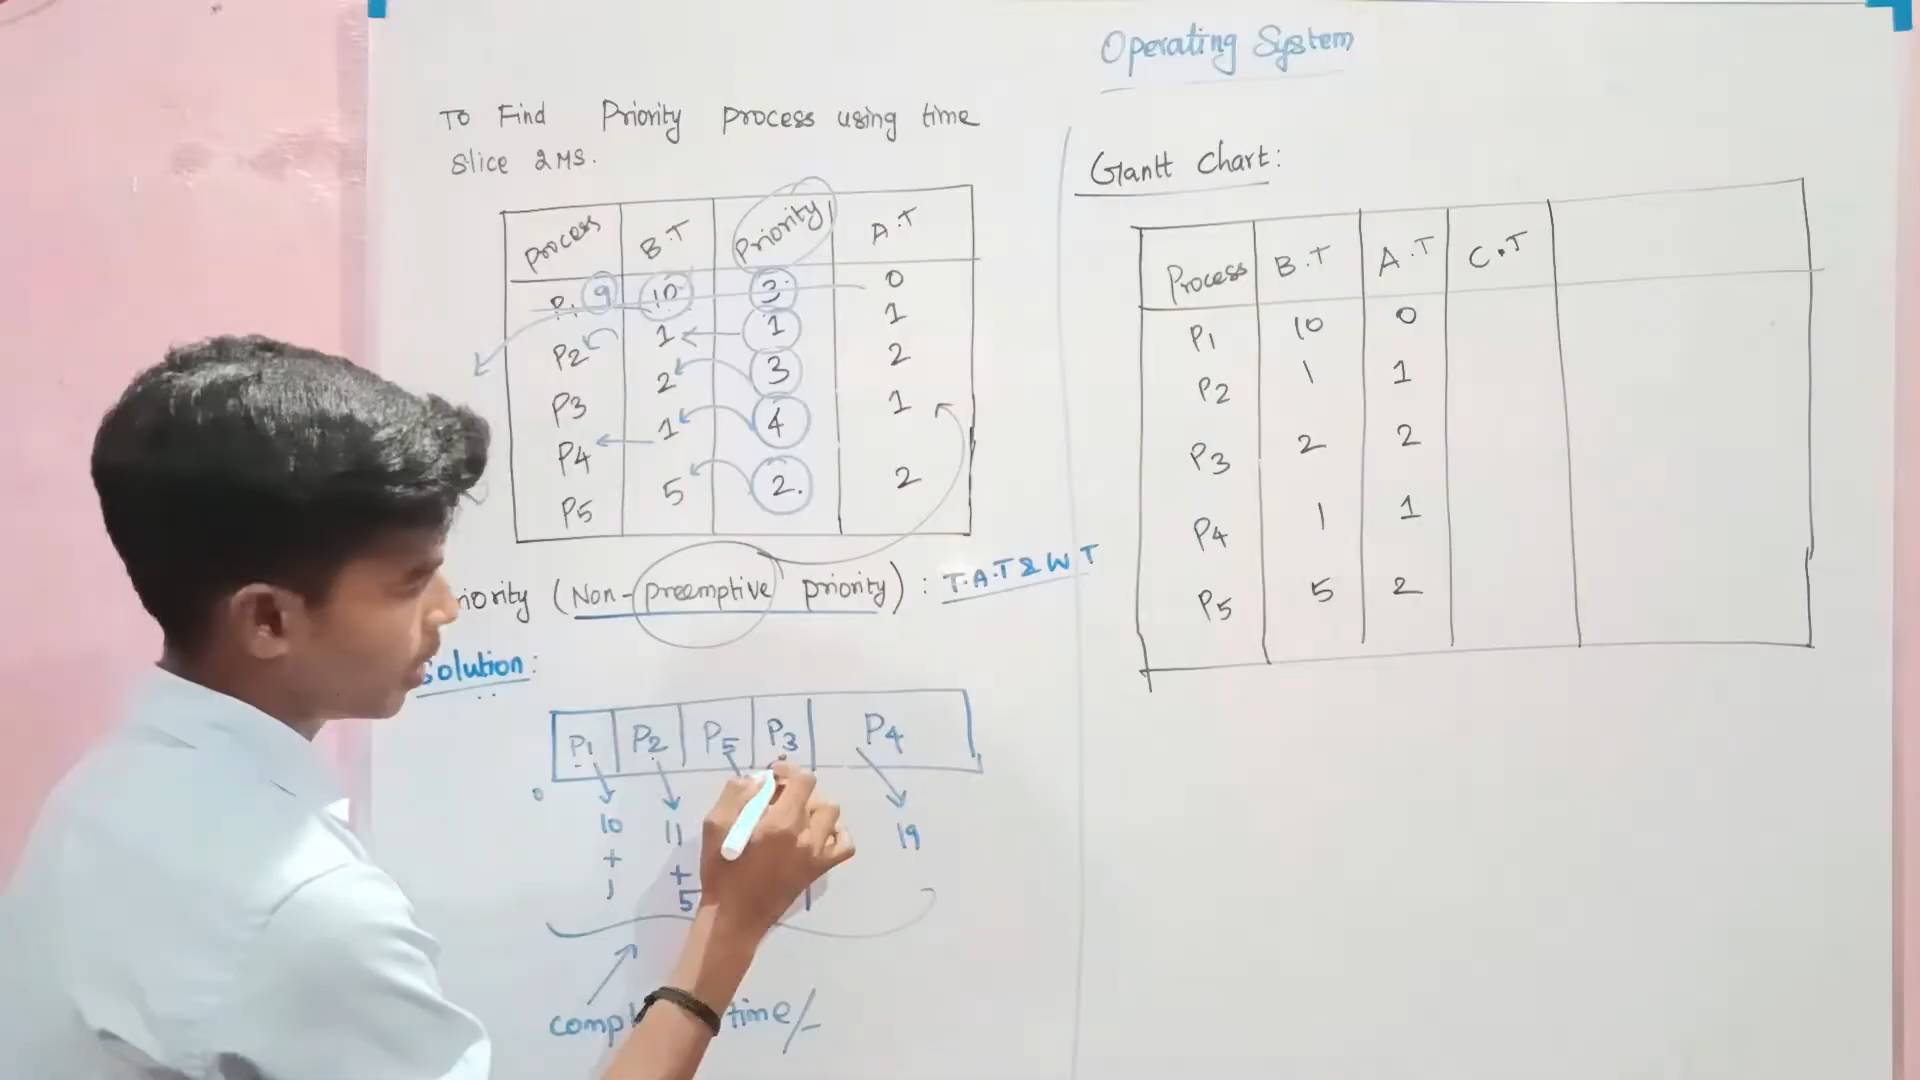 Operating System
To Find Priority process using time
Slice 2MS.
Process B.T Priority A.T
P1 9 10 3 0
P2 1 1 1
P3 2 3 2
P4 1 4 1
P5 5 2. 2
(Non-preemptive priority) : T.A.T & W T
Solution:
P1 P2 P5 P3 P4
0 10 11 19
+ +
1 5
time/-
Gantt Chart:
Process B.T A.T C.T
P1 10 0
P2 1 1
P3 2 2
P4 1 1
P5 5 2